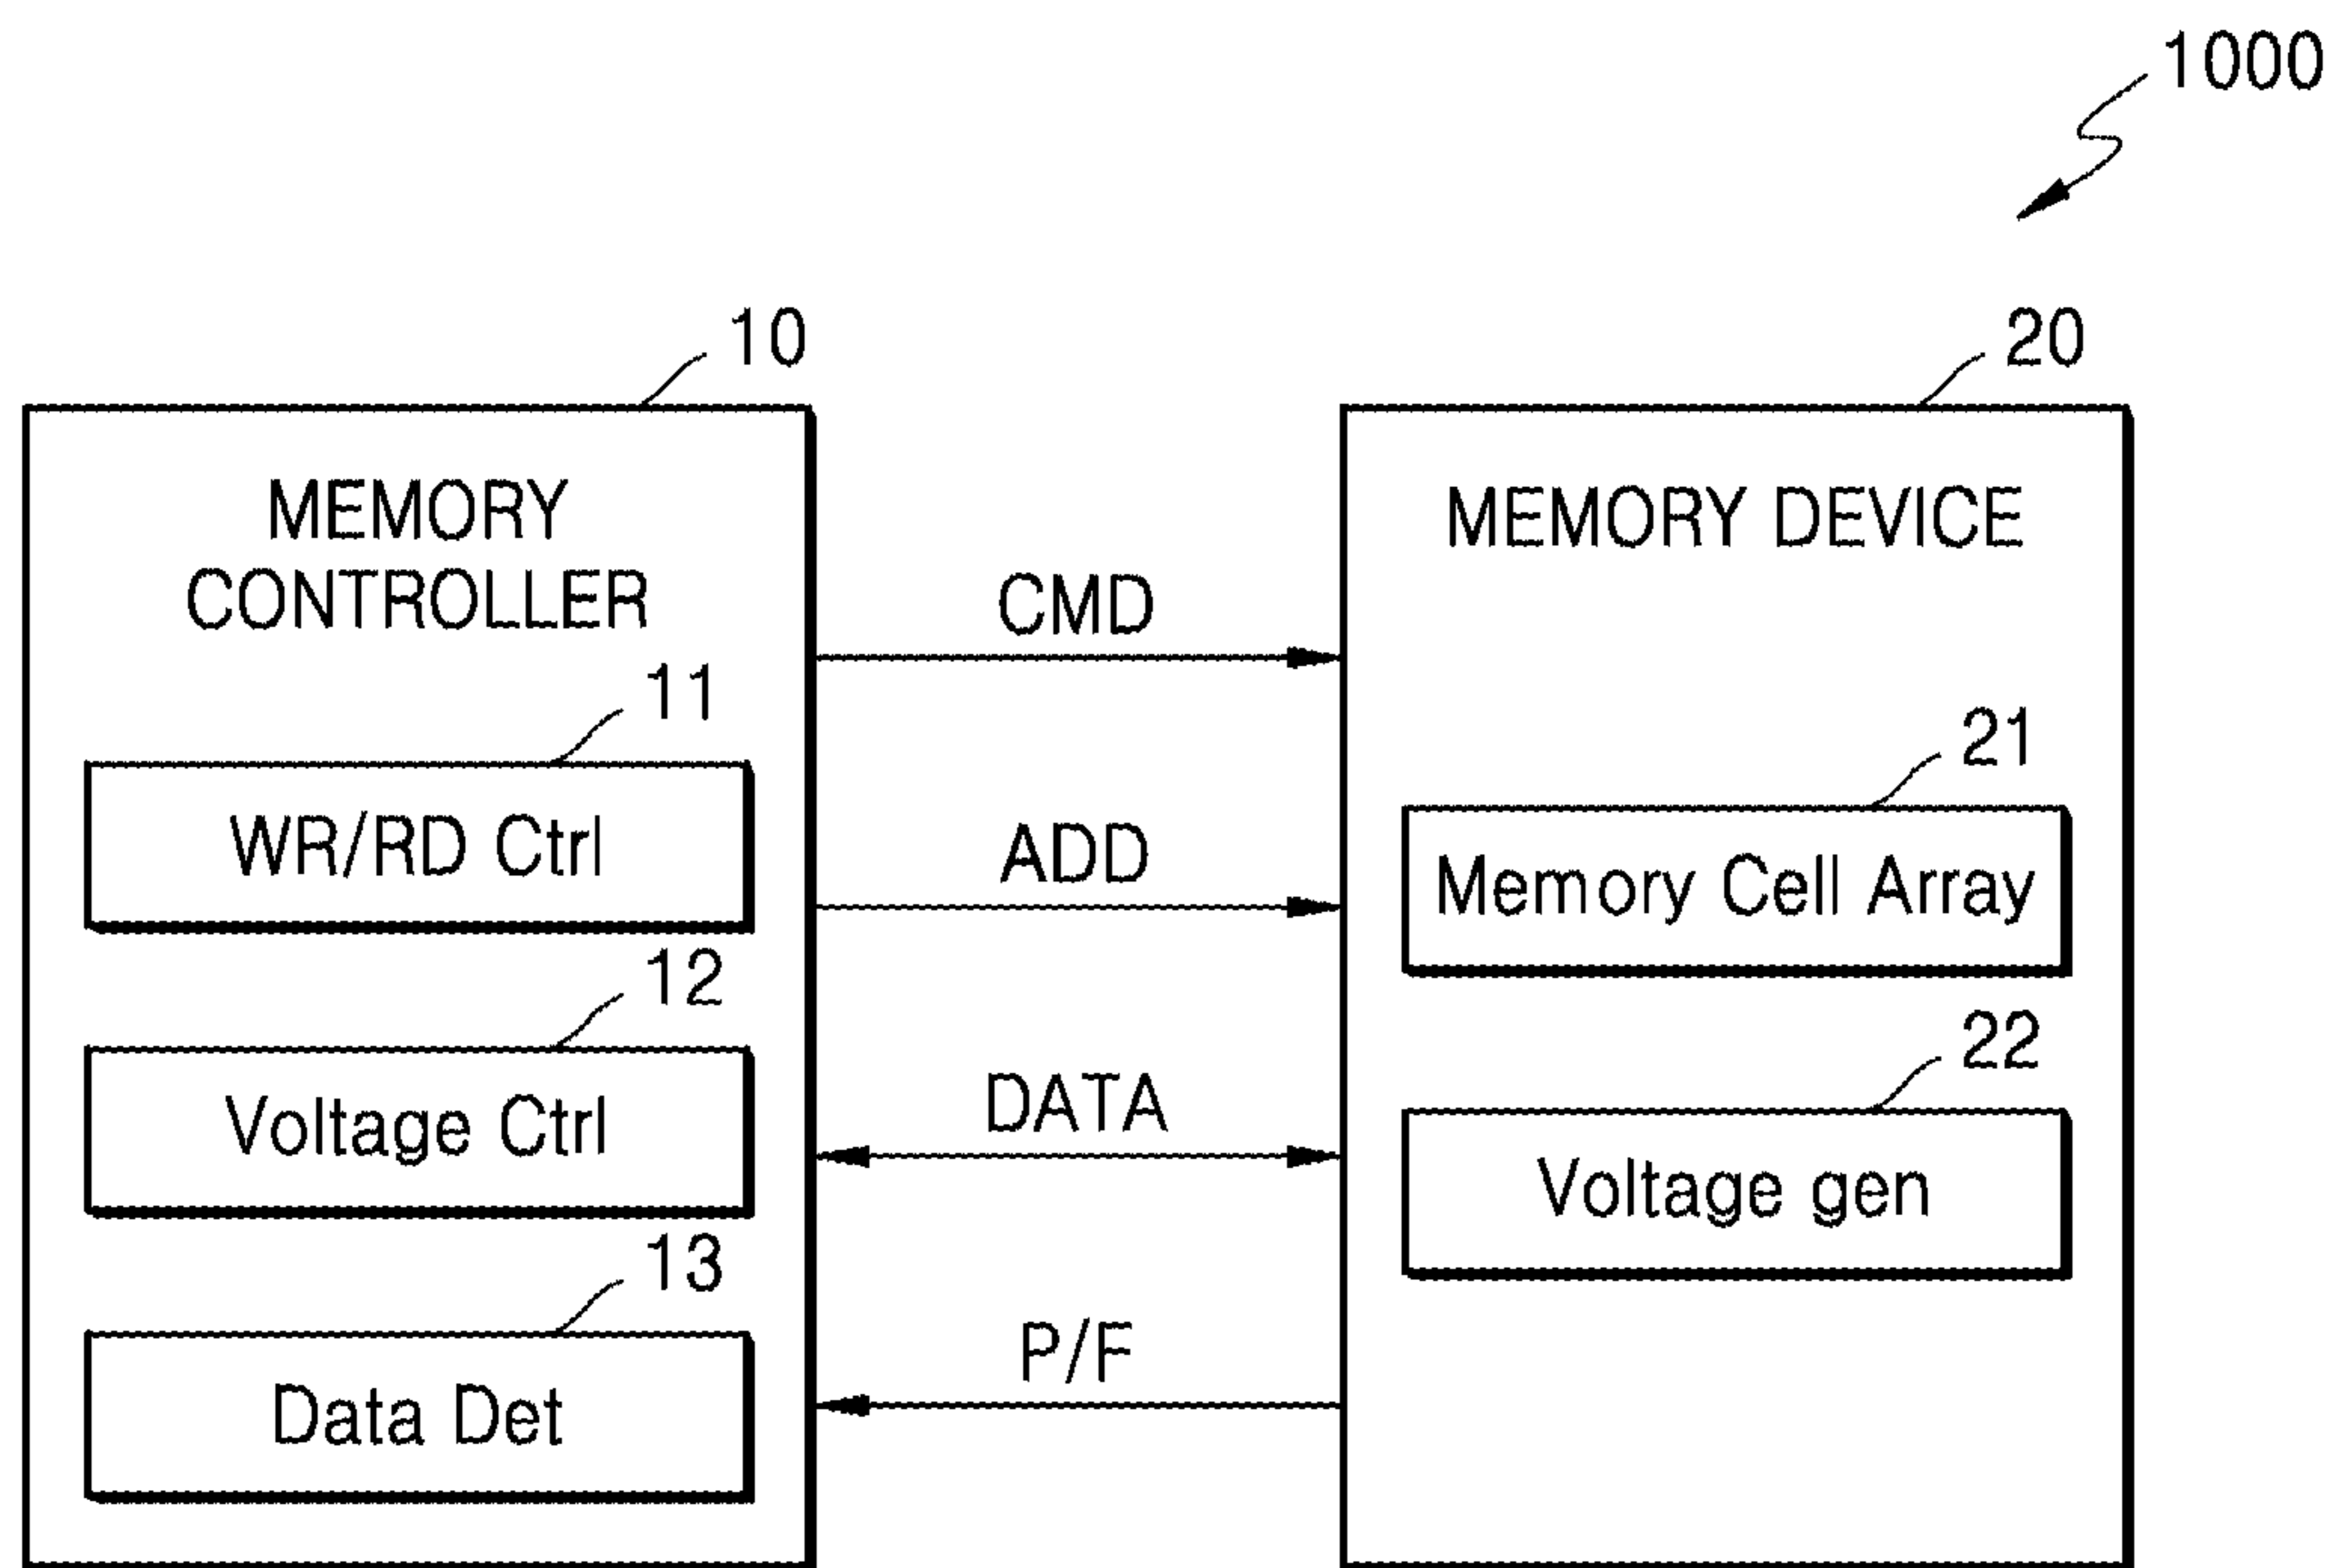 1000
10
20
MEMORY
CONTROLLER
MEMORY DEVICE
CMD
11
WR/RD Ctrl
ADD
21
Memory Cell Array
12
Voltage Ctrl
DATA
22
Voltage gen
13
Data Det
P/F